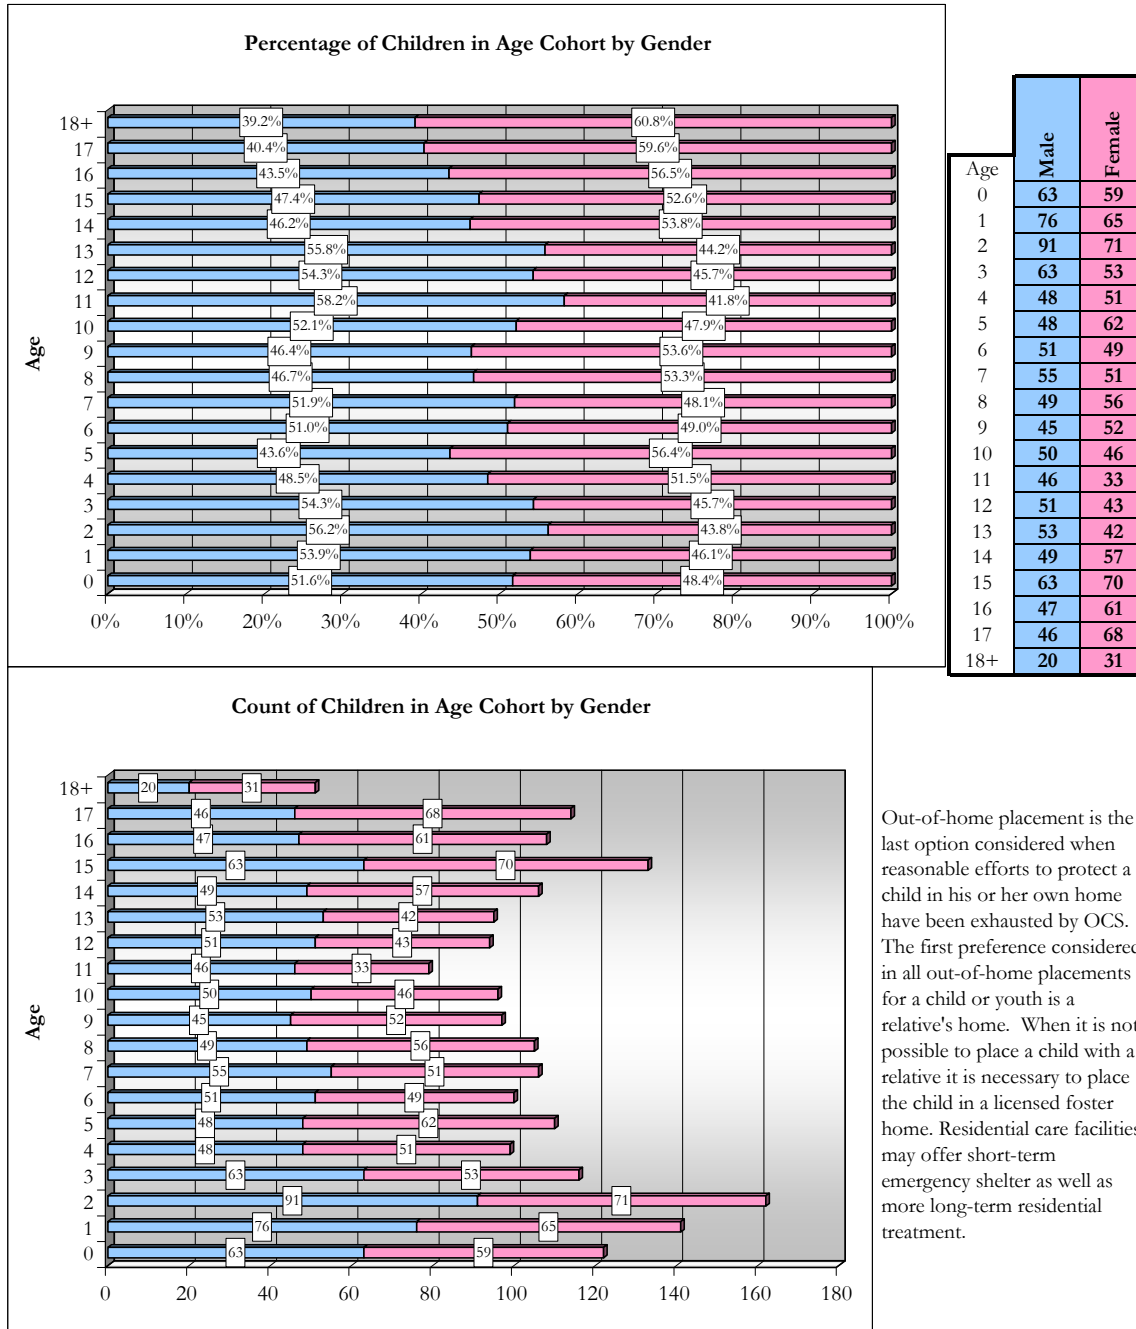 Percentage of Children in Age Cohort by Gender
Age
18+ 39.2% 60.8%
17 40.4% 59.6%
16 43.5% 56.5%
15 47.4% 52.6%
14 46.2% 53.8%
13 55.8% 44.2%
12 54.3% 45.7%
11 58.2% 41.8%
10 52.1% 47.9%
9 46.4% 53.6%
8 46.7% 53.3%
7 51.9% 48.1%
6 51.0% 49.0%
5 43.6% 56.4%
4 48.5% 51.5%
3 54.3% 45.7%
2 56.2% 43.8%
1 53.9% 46.1%
0 51.6% 48.4%
0% 10% 20% 30% 40% 50% 60% 70% 80% 90% 100%
Age Male Female
0 63 59
1 76 65
2 91 71
3 63 53
4 48 51
5 48 62
6 51 49
7 55 51
8 49 56
9 45 52
10 50 46
11 46 33
12 51 43
13 53 42
14 49 57
15 63 70
16 47 61
17 46 68
18+ 20 31
Count of Children in Age Cohort by Gender
Age
18+ 20 31
17 46 68
16 47 61
15 63 70
14 49 57
13 53 42
12 51 43
11 46 33
10 50 46
9 45 52
8 49 56
7 55 51
6 51 49
5 48 62
4 48 51
3 63 53
2 91 71
1 76 65
0 63 59
0 20 40 60 80 100 120 140 160 180
Out-of-home placement is the
last option considered when
reasonable efforts to protect a
child in his or her own home
have been exhausted by OCS.
The first preference considered
in all out-of-home placements
for a child or youth is a
relative's home. When it is not
possible to place a child with a
relative it is necessary to place
the child in a licensed foster
home. Residential care facilities
may offer short-term
emergency shelter as well as
more long-term residential
treatment.